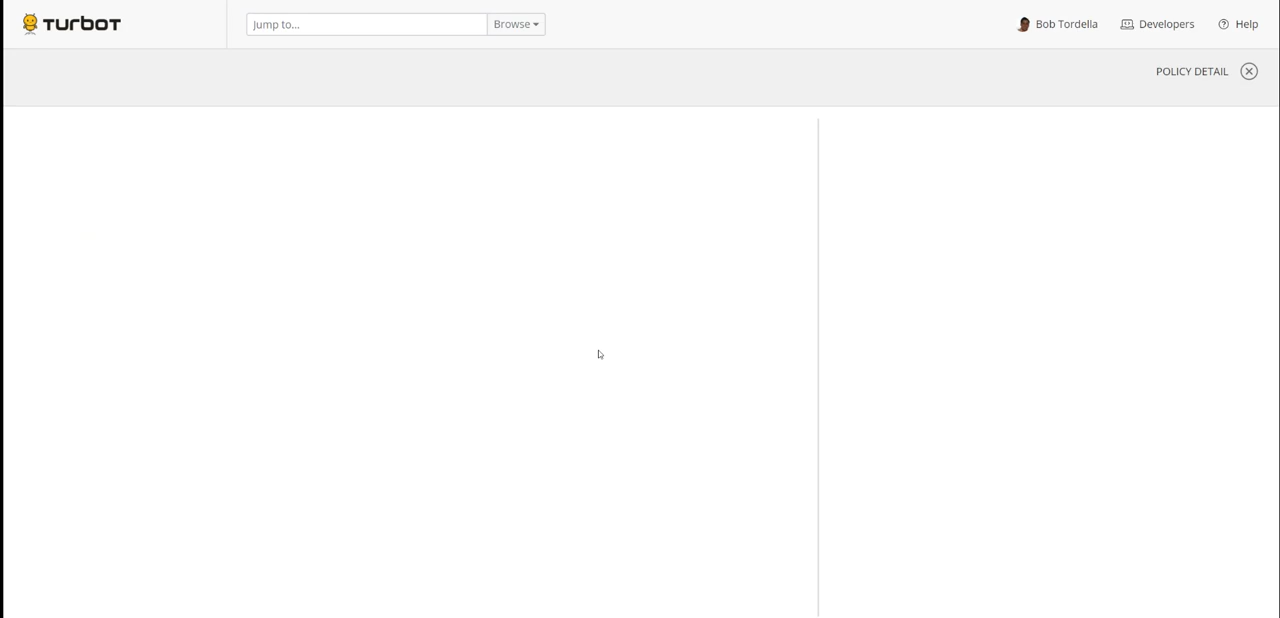 TURBOT
Jump to...
Browse
Bob Tordella
Developers
Help
POLICY DETAIL